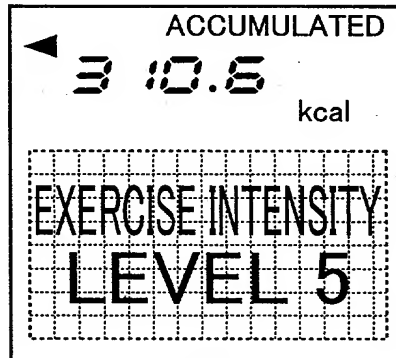 ACCUMULATED
310.6
kcal
EXERCISE INTENSITY
LEVEL 5